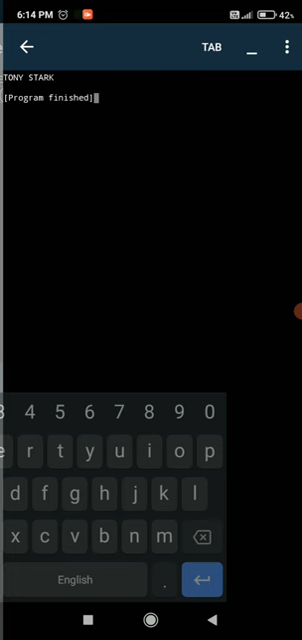 6:14 PM 42%
TAB _
TONY STARK
[Program finished]
3 4 5 6 7 8 9 0
e r t y u i o p
d f g h j k l
x c v b n m
English .